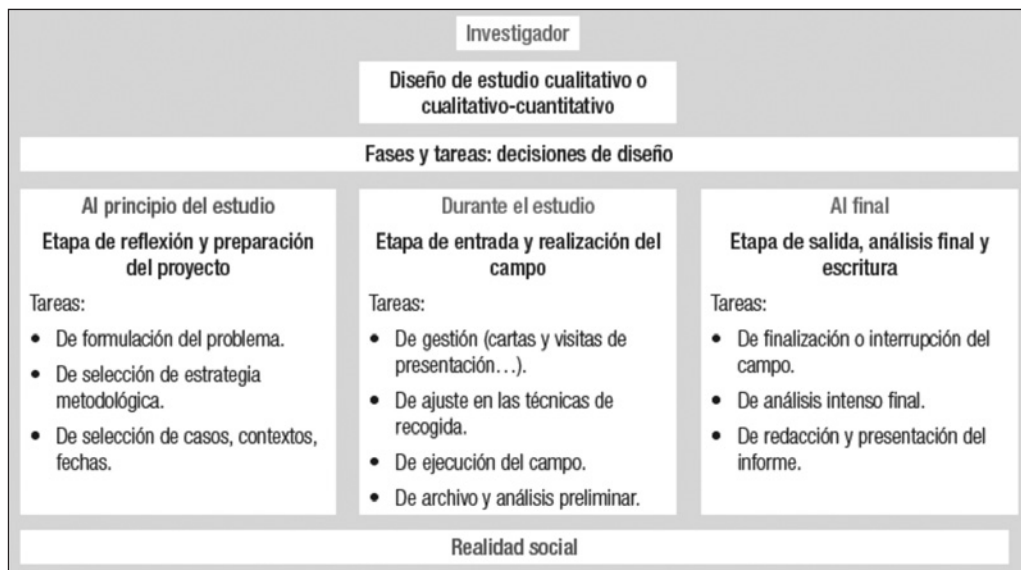 Investigador
Diseño de estudio cualitativo o
cualitativo-cuantitativo
Fases y tareas: decisiones de diseño
Al principio del estudio
Etapa de reflexión y preparación
del proyecto
Tareas:
• De formulación del problema.
• De selección de estrategia
metodológica.
• De selección de casos, contextos,
fechas.
Durante el estudio
Etapa de entrada y realización del
campo
Tareas:
• De gestión (cartas y visitas de
presentación…).
• De ajuste en las técnicas de
recogida.
• De ejecución del campo.
• De archivo y análisis preliminar.
Al final
Etapa de salida, análisis final y
escritura
Tareas:
• De finalización o interrupción del
campo.
• De análisis intenso final.
• De redacción y presentación del
informe.
Realidad social